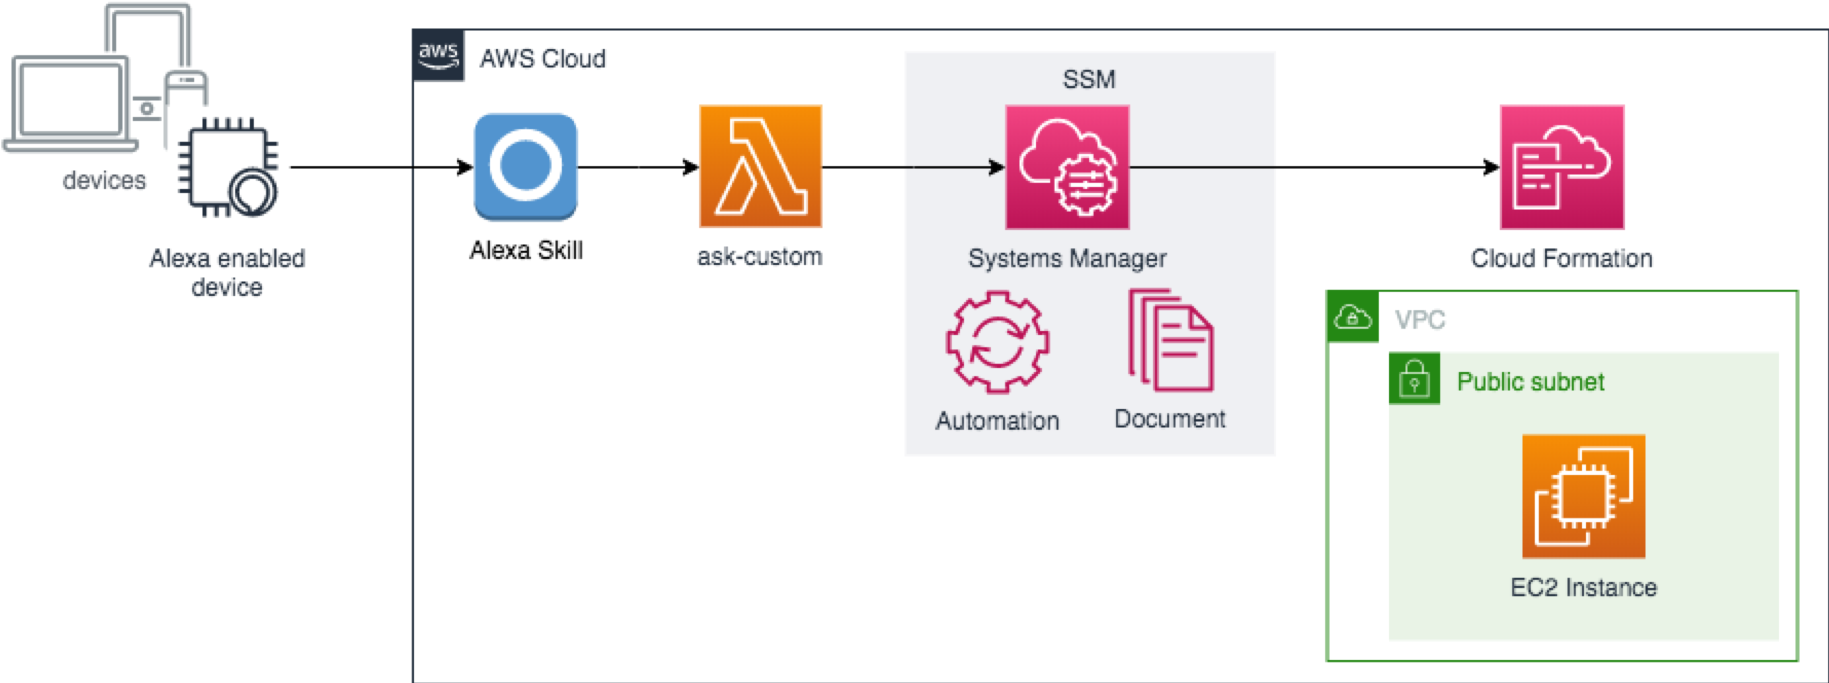 devices
Alexa enabled
device
aws
AWS Cloud
Alexa Skill
ask-custom
SSM
Systems Manager
Automation
Document
Cloud Formation
VPC
Public subnet
EC2 Instance